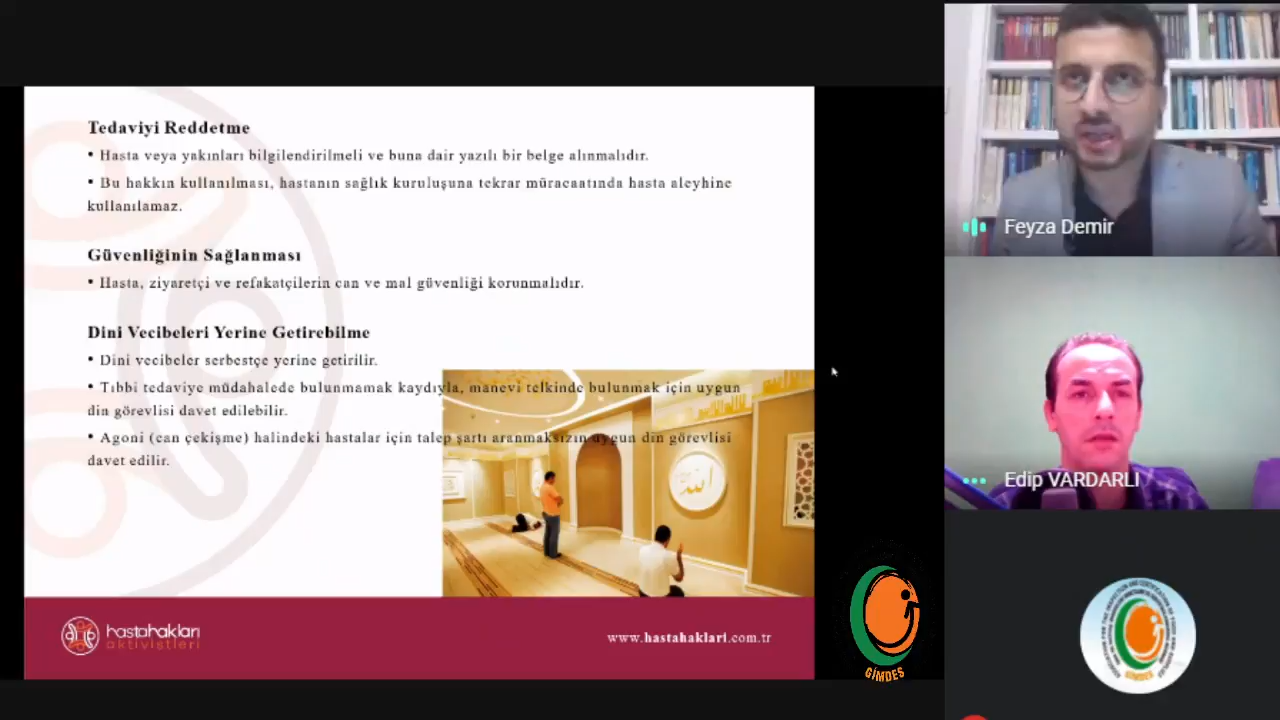 Tedaviyi Reddetme
• Hasta veya yakınları bilgilendirilmeli ve buna dair yazılı bir belge alınmalıdır.
• Bu hakkın kullanılması, hastanın sağlık kuruluşuna tekrar müracaatında hasta aleyhine
kullanılamaz.
Güvenliğinin Sağlanması
• Hasta, ziyaretçi ve refakatçilerin can ve mal güvenliği korunmalıdır.
Dini Vecibeleri Yerine Getirebilme
• Dini vecibeler serbestçe yerine getirilir.
• Tıbbi tedaviye müdahalede bulunmamak kaydıyla, manevi telkinde bulunmak için uygun
din görevlisi davet edilebilir.
• Agoni (can çekişme) halindeki hastalar için talep şartı aranmaksızın uygun din görevlisi
davet edilir.
الله
hastahakları
aktivistleri
www.hastahaklari.com.tr
GİMDES
Feyza Demir
Edip VARDARLI
GİMDES